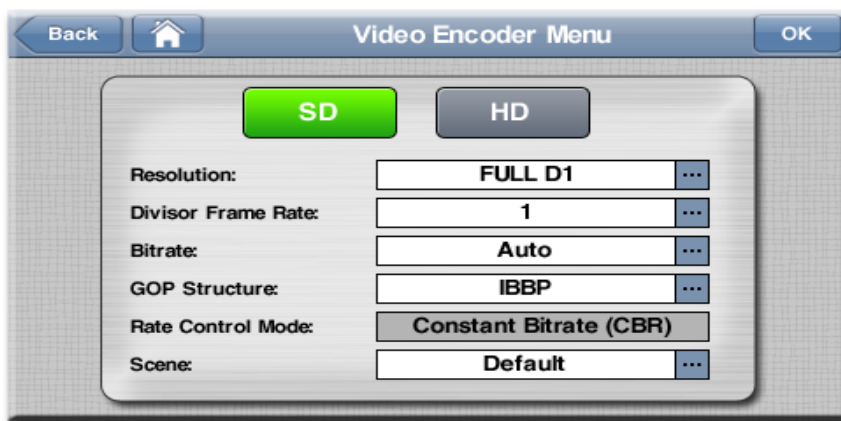 Back Video Encoder Menu OK
SD HD
Resolution: FULL D1 ...
Divisor Frame Rate: 1 ...
Bitrate: Auto ...
GOP Structure: IBBP ...
Rate Control Mode: Constant Bitrate (CBR)
Scene: Default ...